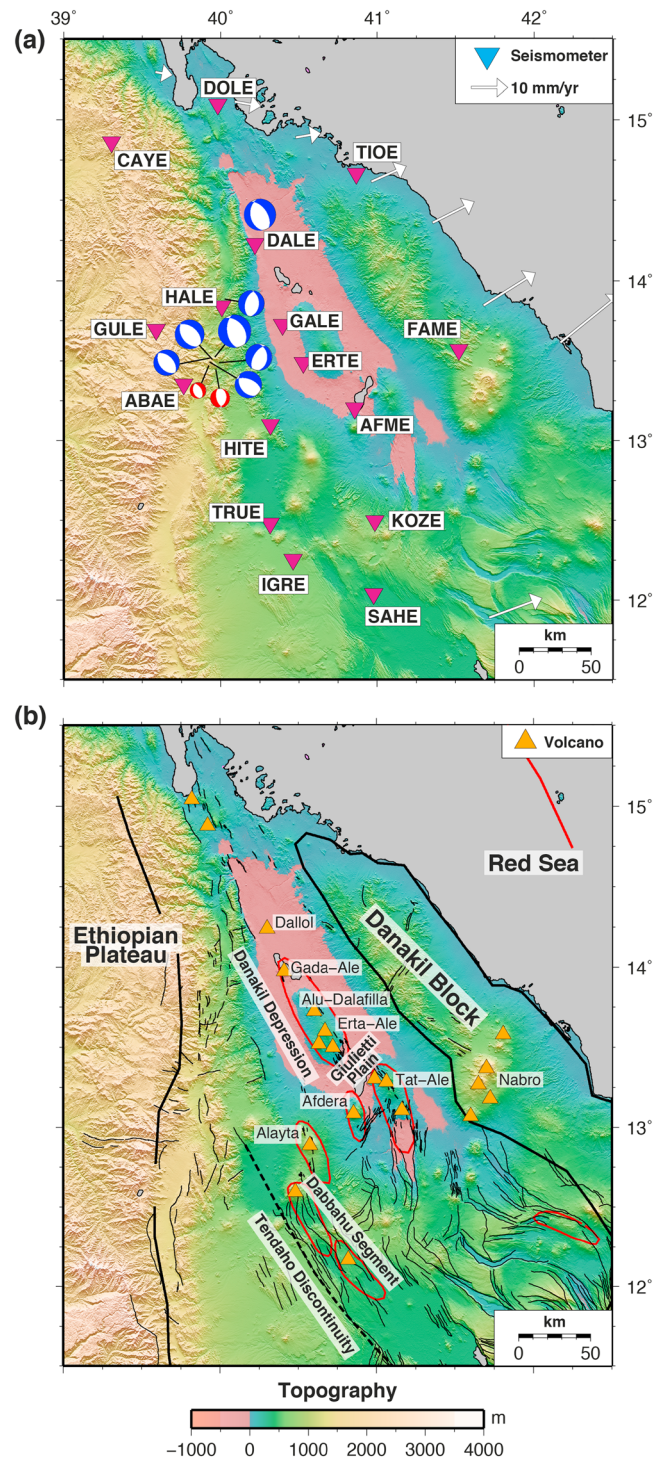 39°
40°
41°
42°
(a)
Seismometer
10 mm/yr
DOLE
15°
CAYE
TIOE
DALE
14°
HALE
GULE
GALE
FAME
ERTE
ABAE
AFME
13°
HITE
TRUE
KOZE
IGRE
12°
SAHE
km
0 50
(b)
Volcano
15°
Red Sea
Ethiopian
Plateau
Dallol
Danakil Block
14°
Gada-Ale
Danakil Depression
Alu-Dalafilla
Erta-Ale
Giulietti
Plain
Tat-Ale
Nabro
Afdera
13°
Alayta
Dabbahu Segment
Tendaho Discontinuity
12°
km
0 50
Topography
m
-1000 0 1000 2000 3000 4000